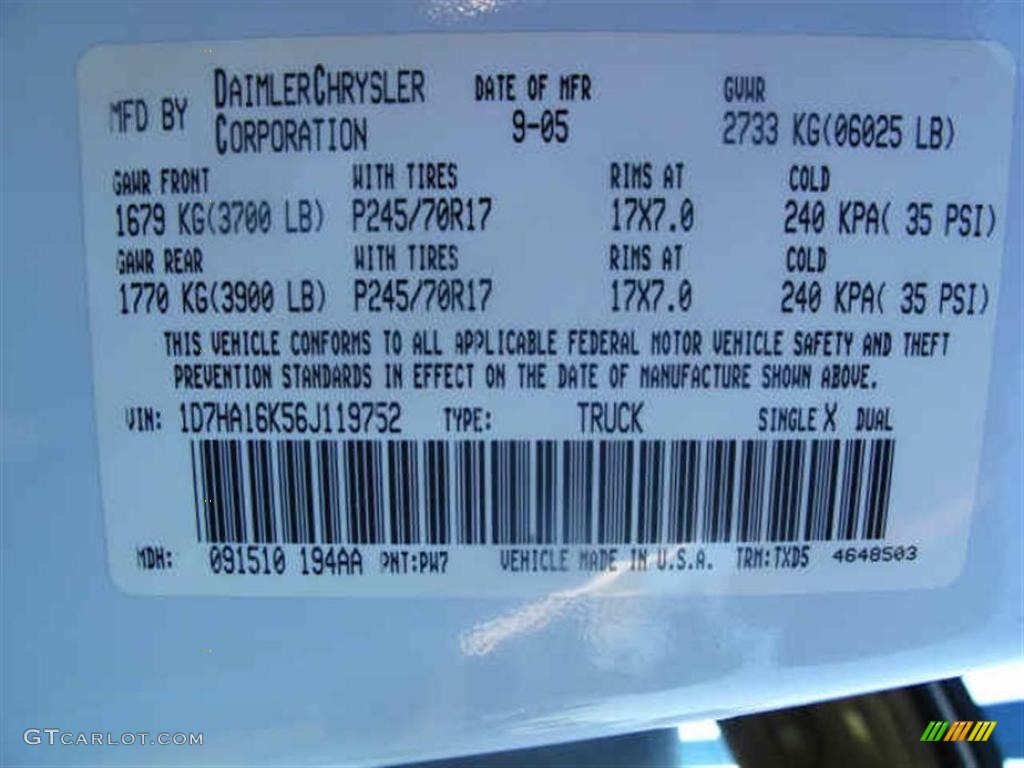 MFD BY DAIMLERCHRYSLER CORPORATION DATE OF MFR 9-05 GVWR 2733 KG(06025 LB)
GAWR FRONT WITH TIRES RIMS AT COLD
1679 KG(3700 LB) P245/70R17 17X7.0 240 KPA( 35 PSI)
GAWR REAR WITH TIRES RIMS AT COLD
1770 KG(3900 LB) P245/70R17 17X7.0 240 KPA( 35 PSI)
THIS VEHICLE CONFORMS TO ALL APPLICABLE FEDERAL MOTOR VEHICLE SAFETY AND THEFT
PREVENTION STANDARDS IN EFFECT ON THE DATE OF MANUFACTURE SHOWN ABOVE.
VIN: 1D7HA16K56J119752 TYPE: TRUCK SINGLE X DUAL
MDH: 091510 194AA PNT:PW7 VEHICLE MADE IN U.S.A. TRM:TXD5 4648503
GTCARLOT.COM